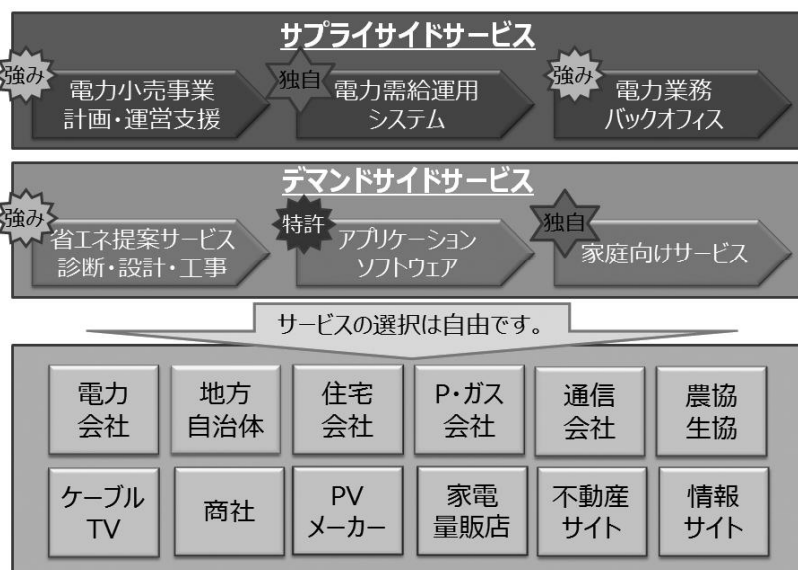 サプライサイドサービス
強み
電力小売事業
計画・運営支援
独自
電力需給運用
システム
強み
電力業務
バックオフィス
デマンドサイドサービス
強み
省エネ提案サービス
診断・設計・工事
特許
アプリケーション
ソフトウェア
独自
家庭向けサービス
サービスの選択は自由です。
電力
会社
地方
自治体
住宅
会社
P・ガス
会社
通信
会社
農協
生協
ケーブル
TV
商社
PV
メーカー
家電
量販店
不動産
サイト
情報
サイト